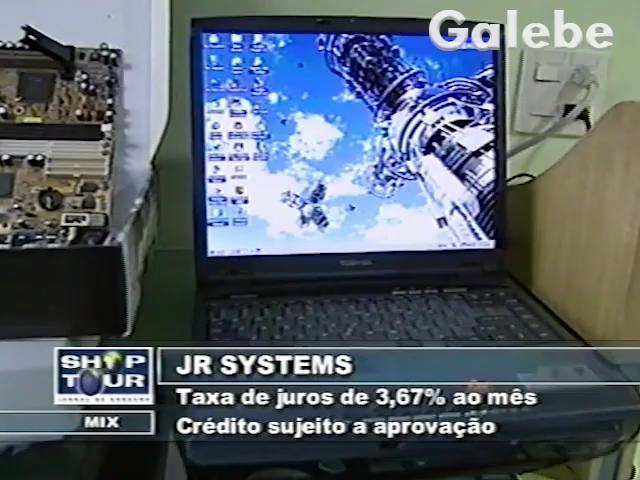 Galebe
TOSHIBA
SHOP
TOUR
JR SYSTEMS
Taxa de juros de 3,67% ao mês
MIX
Crédito sujeito a aprovação